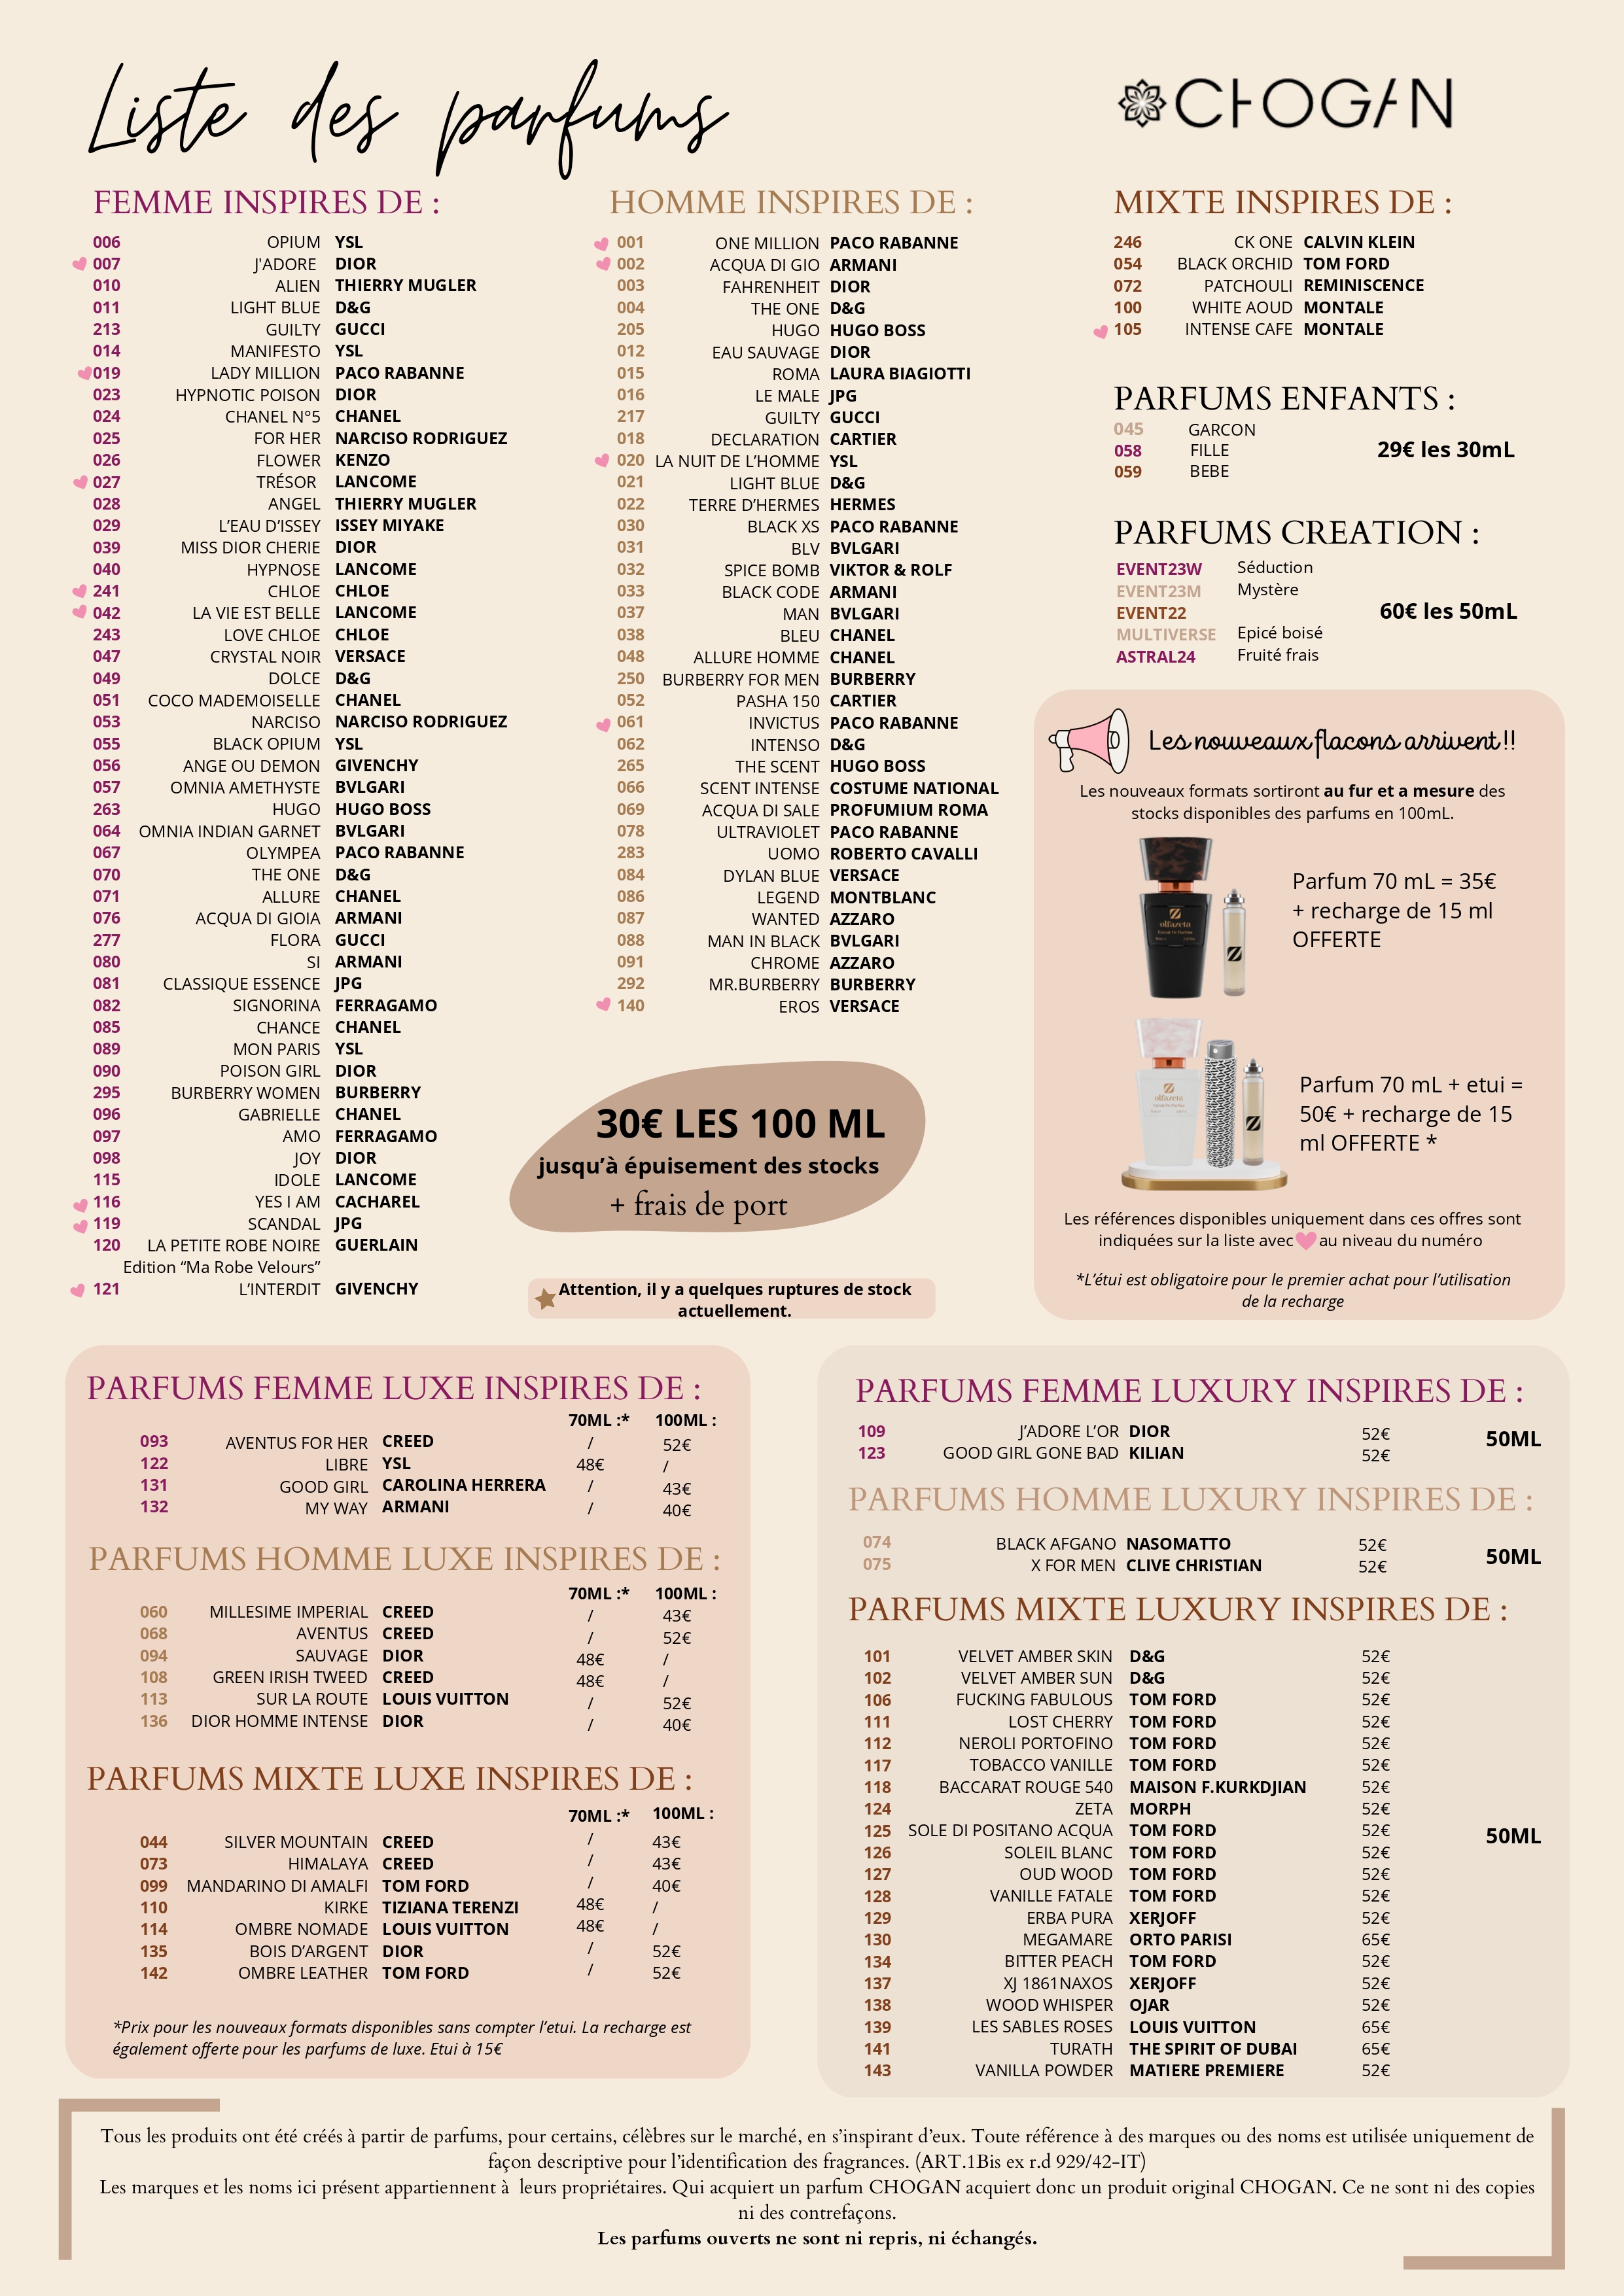 Liste des parfums
CHOGAN
FEMME INSPIRES DE :
006 OPIUM YSL
007 J'ADORE DIOR
010 ALIEN THIERRY MUGLER
011 LIGHT BLUE D&G
213 GUILTY GUCCI
014 MANIFESTO YSL
019 LADY MILLION PACO RABANNE
023 HYPNOTIC POISON DIOR
024 CHANEL N°5 CHANEL
025 FOR HER NARCISO RODRIGUEZ
026 FLOWER KENZO
027 TRÉSOR LANCOME
028 ANGEL THIERRY MUGLER
029 L'EAU D'ISSEY ISSEY MIYAKE
039 MISS DIOR CHERIE DIOR
040 HYPNOSE LANCOME
241 CHLOE CHLOE
042 LA VIE EST BELLE LANCOME
243 LOVE CHLOE CHLOE
047 CRYSTAL NOIR VERSACE
049 DOLCE D&G
051 COCO MADEMOISELLE CHANEL
053 NARCISO NARCISO RODRIGUEZ
055 BLACK OPIUM YSL
056 ANGE OU DEMON GIVENCHY
057 OMNIA AMETHYSTE BVLGARI
263 HUGO HUGO BOSS
064 OMNIA INDIAN GARNET BVLGARI
067 OLYMPEA PACO RABANNE
070 THE ONE D&G
071 ALLURE CHANEL
076 ACQUA DI GIOIA ARMANI
277 FLORA GUCCI
080 SI ARMANI
081 CLASSIQUE ESSENCE JPG
082 SIGNORINA FERRAGAMO
085 CHANCE CHANEL
089 MON PARIS YSL
090 POISON GIRL DIOR
295 BURBERRY WOMEN BURBERRY
096 GABRIELLE CHANEL
097 AMO FERRAGAMO
098 JOY DIOR
115 IDOLE LANCOME
116 YES I AM CACHAREL
119 SCANDAL JPG
120 LA PETITE ROBE NOIRE GUERLAIN
Edition “Ma Robe Velours”
121 L'INTERDIT GIVENCHY
HOMME INSPIRES DE :
001 ONE MILLION PACO RABANNE
002 ACQUA DI GIO ARMANI
003 FAHRENHEIT DIOR
004 THE ONE D&G
205 HUGO HUGO BOSS
012 EAU SAUVAGE DIOR
015 ROMA LAURA BIAGIOTTI
016 LE MALE JPG
217 GUILTY GUCCI
018 DECLARATION CARTIER
020 LA NUIT DE L'HOMME YSL
021 LIGHT BLUE D&G
022 TERRE D'HERMES HERMES
030 BLACK XS PACO RABANNE
031 BLV BVLGARI
032 SPICE BOMB VIKTOR & ROLF
033 BLACK CODE ARMANI
037 MAN BVLGARI
038 BLEU CHANEL
048 ALLURE HOMME CHANEL
250 BURBERRY FOR MEN BURBERRY
052 PASHA 150 CARTIER
061 INVICTUS PACO RABANNE
062 INTENSO D&G
265 THE SCENT HUGO BOSS
066 SCENT INTENSE COSTUME NATIONAL
069 ACQUA DI SALE PROFUMIUM ROMA
078 ULTRAVIOLET PACO RABANNE
283 UOMO ROBERTO CAVALLI
084 DYLAN BLUE VERSACE
086 LEGEND MONTBLANC
087 WANTED AZZARO
088 MAN IN BLACK BVLGARI
091 CHROME AZZARO
292 MR.BURBERRY BURBERRY
140 EROS VERSACE
30€ LES 100 ML
jusqu'à épuisement des stocks
+ frais de port
Attention, il y a quelques ruptures de stock
actuellement.
MIXTE INSPIRES DE :
246 CK ONE CALVIN KLEIN
054 BLACK ORCHID TOM FORD
072 PATCHOULI REMINISCENCE
100 WHITE AOUD MONTALE
105 INTENSE CAFE MONTALE
PARFUMS ENFANTS :
045 GARCON
058 FILLE
059 BEBE
29€ les 30mL
PARFUMS CREATION :
EVENT23W Séduction
EVENT23M Mystère
EVENT22
MULTIVERSE Epicé boisé
ASTRAL24 Fruité frais
60€ les 50mL
Les nouveaux flacons arrivent !!
Les nouveaux formats sortiront au fur et a mesure des
stocks disponibles des parfums en 100mL.
olfazeta
Parfum 70 mL = 35€
+ recharge de 15 ml
OFFERTE
olfazeta
Parfum 70 mL + etui =
50€ + recharge de 15
ml OFFERTE *
Les références disponibles uniquement dans ces offres sont
indiquées sur la liste avec au niveau du numéro
*L'étui est obligatoire pour le premier achat pour l'utilisation
de la recharge
PARFUMS FEMME LUXE INSPIRES DE :
70ML :* 100ML :
093 AVENTUS FOR HER CREED / 52€
122 LIBRE YSL 48€ /
131 GOOD GIRL CAROLINA HERRERA / 43€
132 MY WAY ARMANI / 40€
PARFUMS HOMME LUXE INSPIRES DE :
70ML :* 100ML :
060 MILLESIME IMPERIAL CREED / 43€
068 AVENTUS CREED / 52€
094 SAUVAGE DIOR 48€ /
108 GREEN IRISH TWEED CREED 48€ /
113 SUR LA ROUTE LOUIS VUITTON / 52€
136 DIOR HOMME INTENSE DIOR / 40€
PARFUMS MIXTE LUXE INSPIRES DE :
70ML :* 100ML :
044 SILVER MOUNTAIN CREED / 43€
073 HIMALAYA CREED / 43€
099 MANDARINO DI AMALFI TOM FORD / 40€
110 KIRKE TIZIANA TERENZI 48€ /
114 OMBRE NOMADE LOUIS VUITTON 48€ /
135 BOIS D'ARGENT DIOR / 52€
142 OMBRE LEATHER TOM FORD / 52€
*Prix pour les nouveaux formats disponibles sans compter l'etui. La recharge est
également offerte pour les parfums de luxe. Etui à 15€
PARFUMS FEMME LUXURY INSPIRES DE :
109 J'ADORE L'OR DIOR 52€
123 GOOD GIRL GONE BAD KILIAN 52€
50ML
PARFUMS HOMME LUXURY INSPIRES DE :
074 BLACK AFGANO NASOMATTO 52€
075 X FOR MEN CLIVE CHRISTIAN 52€
50ML
PARFUMS MIXTE LUXURY INSPIRES DE :
101 VELVET AMBER SKIN D&G 52€
102 VELVET AMBER SUN D&G 52€
106 FUCKING FABULOUS TOM FORD 52€
111 LOST CHERRY TOM FORD 52€
112 NEROLI PORTOFINO TOM FORD 52€
117 TOBACCO VANILLE TOM FORD 52€
118 BACCARAT ROUGE 540 MAISON F.KURKDJIAN 52€
124 ZETA MORPH 52€
125 SOLE DI POSITANO ACQUA TOM FORD 52€
126 SOLEIL BLANC TOM FORD 52€
127 OUD WOOD TOM FORD 52€
128 VANILLE FATALE TOM FORD 52€
129 ERBA PURA XERJOFF 52€
130 MEGAMARE ORTO PARISI 65€
134 BITTER PEACH TOM FORD 52€
137 XJ 1861NAXOS XERJOFF 52€
138 WOOD WHISPER OJAR 52€
139 LES SABLES ROSES LOUIS VUITTON 65€
141 TURATH THE SPIRIT OF DUBAI 65€
143 VANILLA POWDER MATIERE PREMIERE 52€
50ML
Tous les produits ont été créés à partir de parfums, pour certains, célèbres sur le marché, en s'inspirant d'eux. Toute référence à des marques ou des noms est utilisée uniquement de
façon descriptive pour l'identification des fragrances. (ART.1Bis ex r.d 929/42-IT)
Les marques et les noms ici présent appartiennent à leurs propriétaires. Qui acquiert un parfum CHOGAN acquiert donc un produit original CHOGAN. Ce ne sont ni des copies
ni des contrefaçons.
Les parfums ouverts ne sont ni repris, ni échangés.